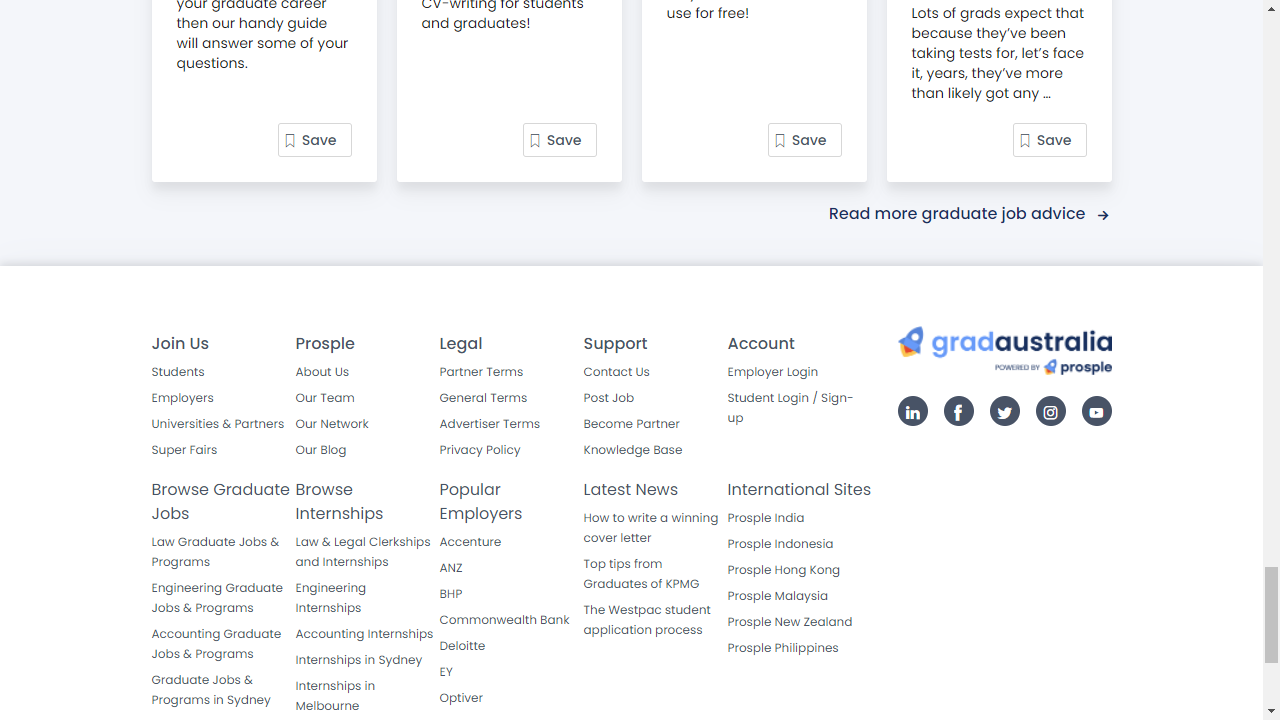 your graduate career
then our handy guide
will answer some of your
questions.
Save
CV-writing for students
and graduates!
Save
use for free!
Save
Lots of grads expect that
because they've been
taking tests for, let's face
it, years, they've more
than likely got any ...
Save
Read more graduate job advice →
Join Us
Students
Employers
Universities & Partners
Super Fairs
Prosple
About Us
Our Team
Our Network
Our Blog
Legal
Partner Terms
General Terms
Advertiser Terms
Privacy Policy
Support
Contact Us
Post Job
Become Partner
Knowledge Base
Account
Employer Login
Student Login / Sign-
up
gradaustralia
POWERED BY prosple
Browse Graduate
Jobs
Law Graduate Jobs &
Programs
Engineering Graduate
Jobs & Programs
Accounting Graduate
Jobs & Programs
Graduate Jobs &
Programs in Sydney
Browse
Internships
Law & Legal Clerkships
and Internships
Engineering
Internships
Accounting Internships
Internships in Sydney
Internships in
Melbourne
Popular
Employers
Accenture
ANZ
BHP
Commonwealth Bank
Deloitte
EY
Optiver
Latest News
How to write a winning
cover letter
Top tips from
Graduates of KPMG
The Westpac student
application process
International Sites
Prosple India
Prosple Indonesia
Prosple Hong Kong
Prosple Malaysia
Prosple New Zealand
Prosple Philippines